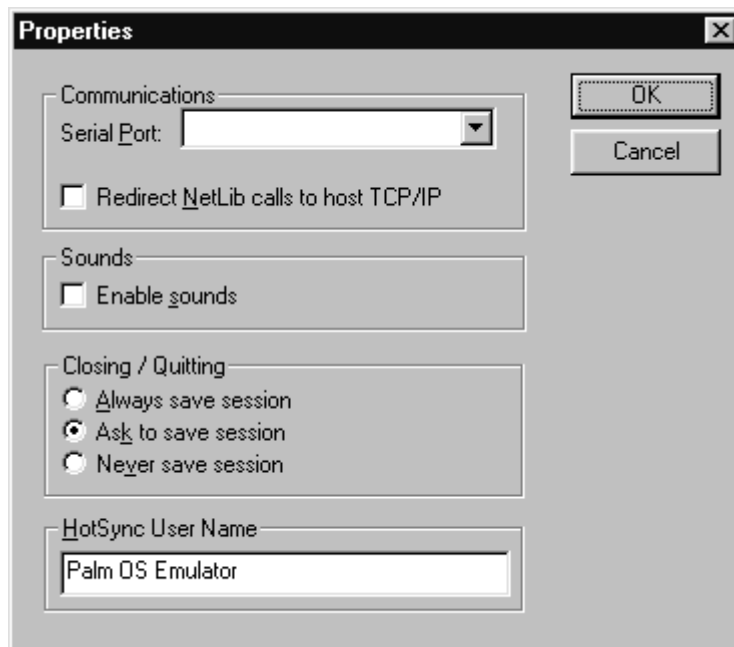 Properties
Communications
OK
Serial Port:
Cancel
Redirect NetLib calls to host TCP/IP
Sounds
Enable sounds
Closing / Quitting
Always save session
Ask to save session
Never save session
HotSync User Name
Palm OS Emulator